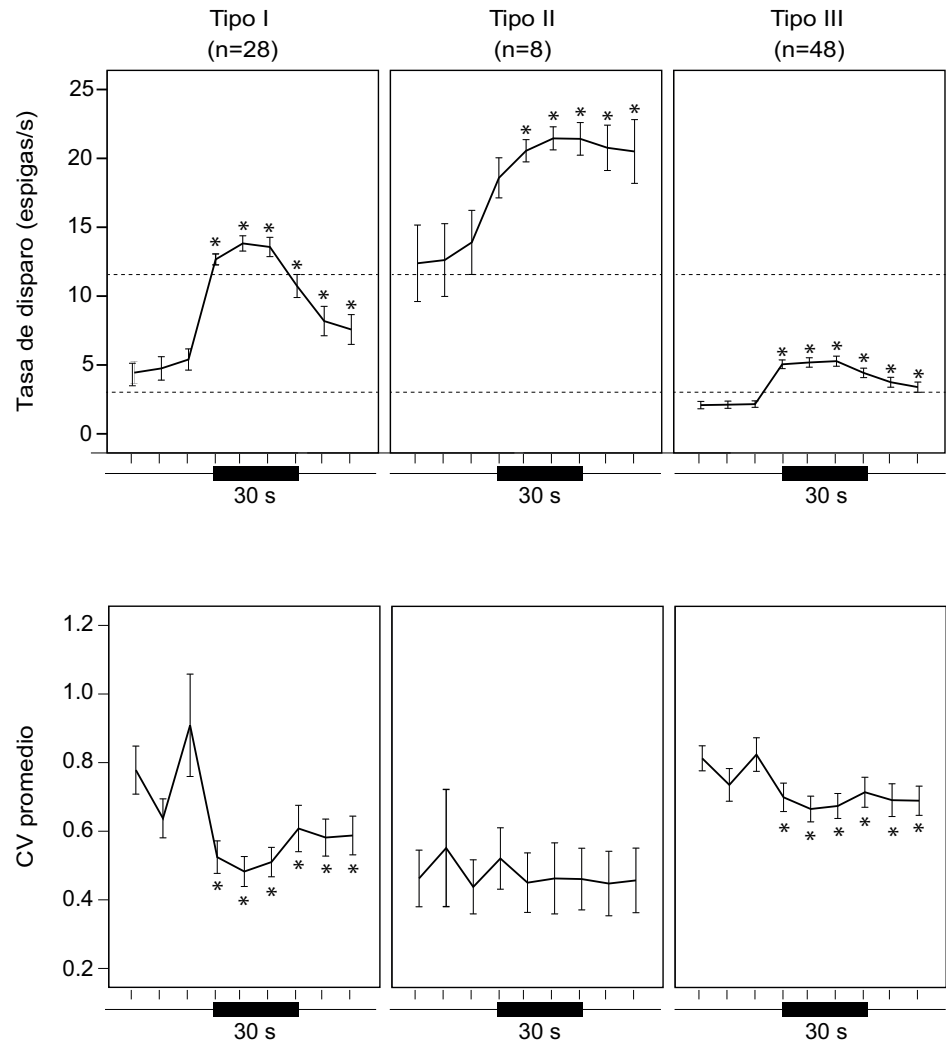 Tipo I
(n=28)
Tipo II
(n=8)
Tipo III
(n=48)
Tasa de disparo (espigas/s)
25
20
15
10
5
0
* * * * * *
* * * * *
* * * * * *
30 s
30 s
30 s
CV promedio
1.2
1.0
0.8
0.6
0.4
0.2
* * * * * *
* * * * * *
30 s
30 s
30 s